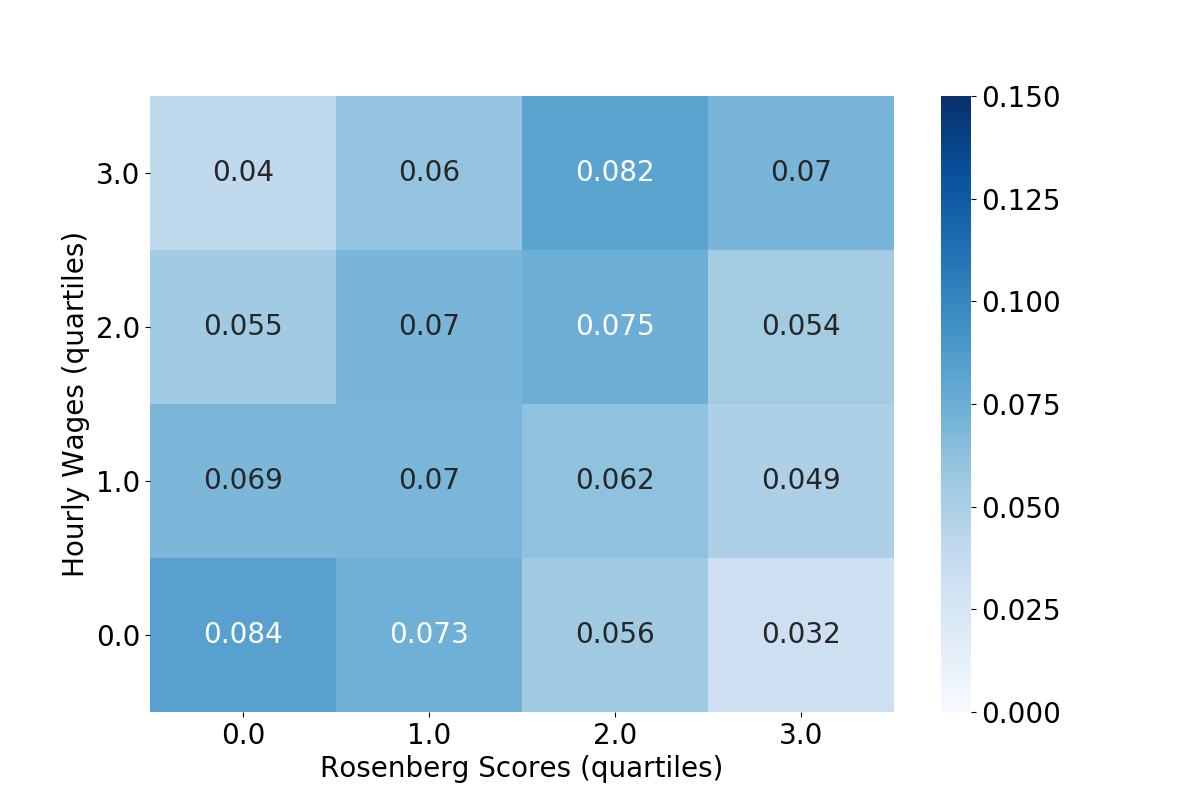 0.150
3.0 0.04 0.06 0.082 0.07
0.125
0.100
2.0 0.055 0.07 0.075 0.054
0.075
Hourly Wages (quartiles)
1.0 0.069 0.07 0.062 0.049
0.050
0.025
0.0 0.084 0.073 0.056 0.032
0.000
0.0 1.0 2.0 3.0
Rosenberg Scores (quartiles)